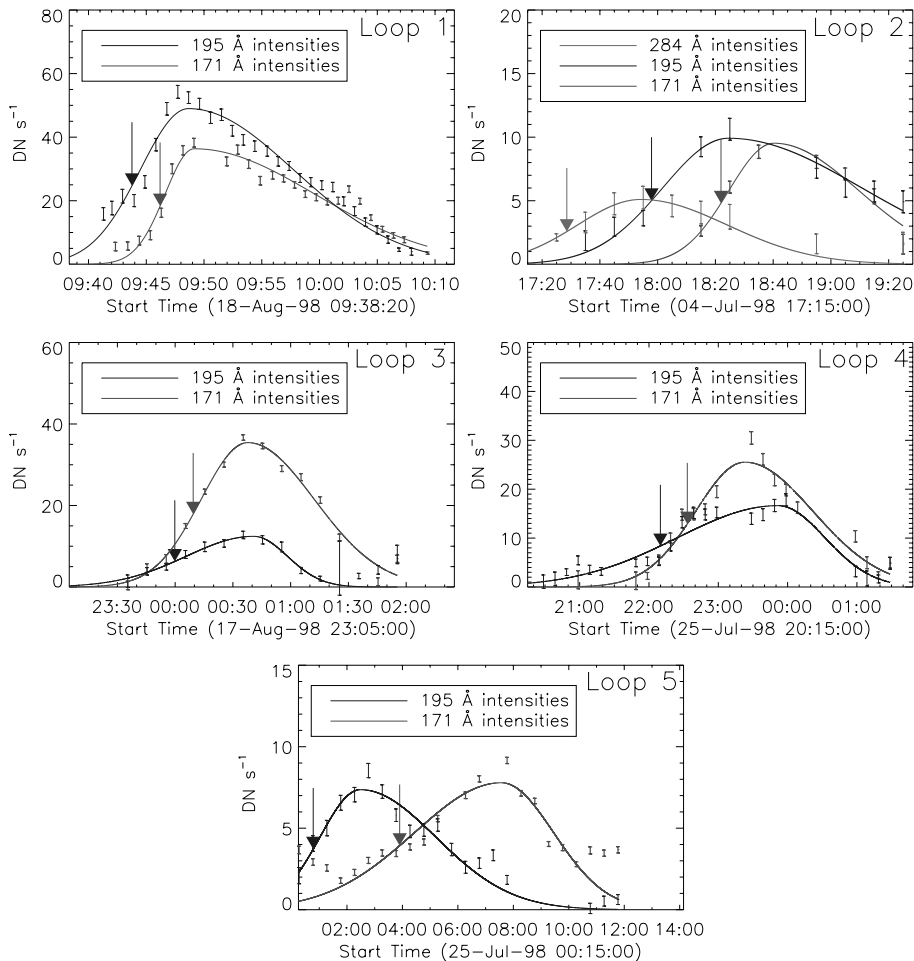 Loop 1
195 Å intensities
171 Å intensities
80
60
40
20
0
DN s⁻¹
09:40 09:45 09:50 09:55 10:00 10:05 10:10
Start Time (18-Aug-98 09:38:20)
Loop 2
284 Å intensities
195 Å intensities
171 Å intensities
20
15
10
5
0
DN s⁻¹
17:20 17:40 18:00 18:20 18:40 19:00 19:20
Start Time (04-Jul-98 17:15:00)
Loop 3
195 Å intensities
171 Å intensities
60
40
20
0
DN s⁻¹
23:30 00:00 00:30 01:00 01:30 02:00
Start Time (17-Aug-98 23:05:00)
Loop 4
195 Å intensities
171 Å intensities
50
40
30
20
10
0
DN s⁻¹
21:00 22:00 23:00 00:00 01:00
Start Time (25-Jul-98 20:15:00)
Loop 5
195 Å intensities
171 Å intensities
15
10
5
0
DN s⁻¹
02:00 04:00 06:00 08:00 10:00 12:00 14:00
Start Time (25-Jul-98 00:15:00)